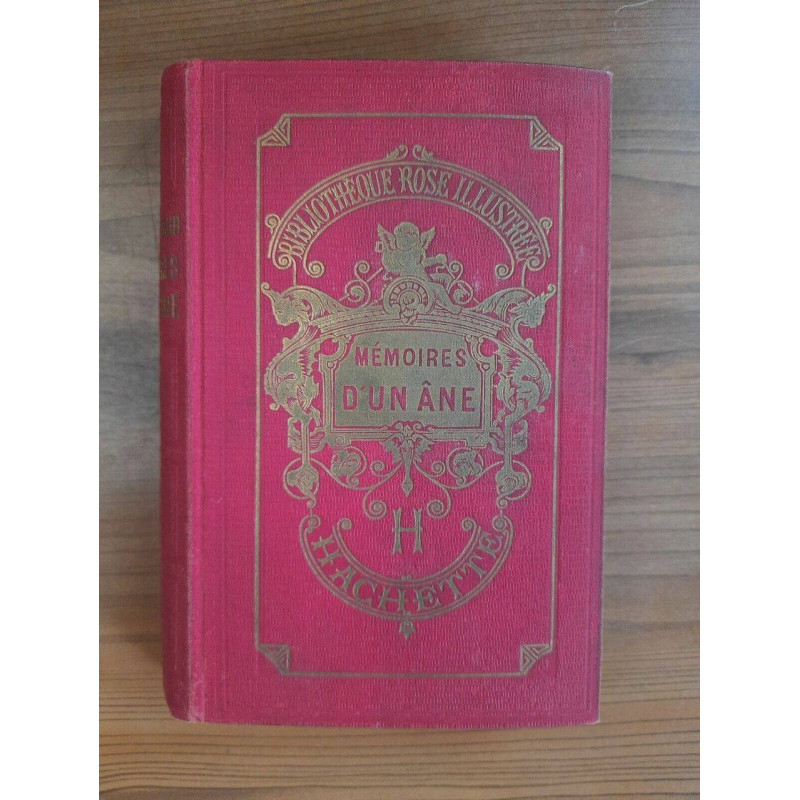 BIBLIOTHÈQUE ROSE ILLUSTRÉE
MÉMOIRES
D'UN ÂNE
H
HACHETTE